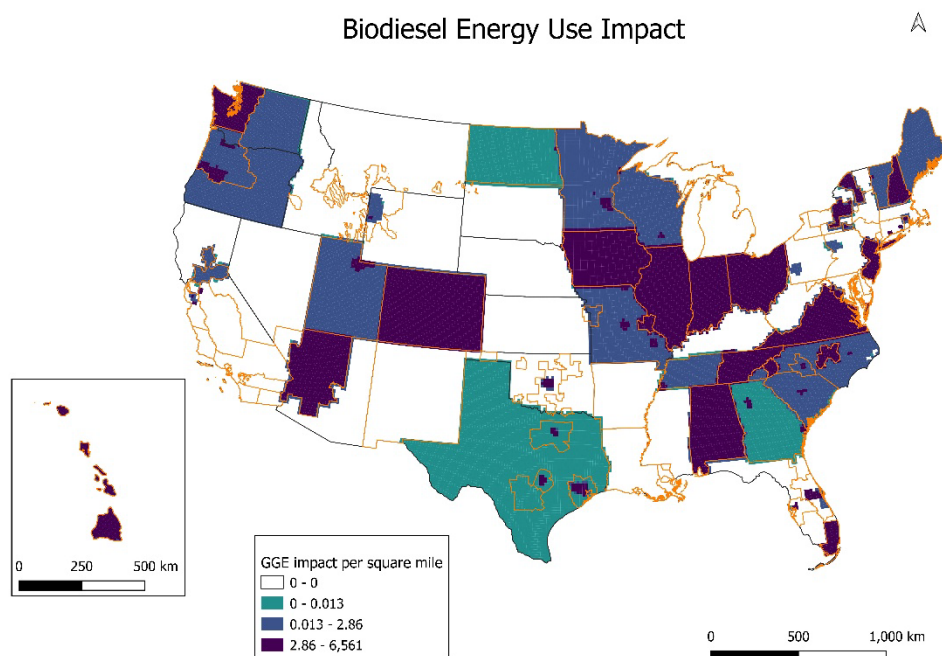 Biodiesel Energy Use Impact
0 250 500 km
GGE impact per square mile
0 - 0
0 - 0.013
0.013 - 2.86
2.86 - 6,561
0 500 1,000 km